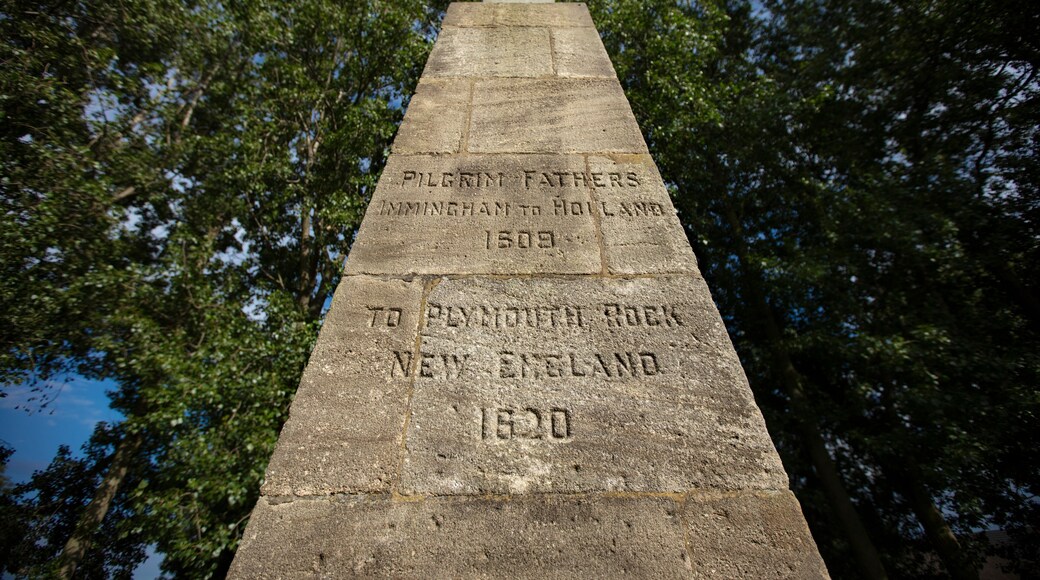 PILGRIM FATHERS
IMMINGHAM TO HOLLAND
1609
TO PLYMOUTH, ROCK
NEW ENGLAND
1620